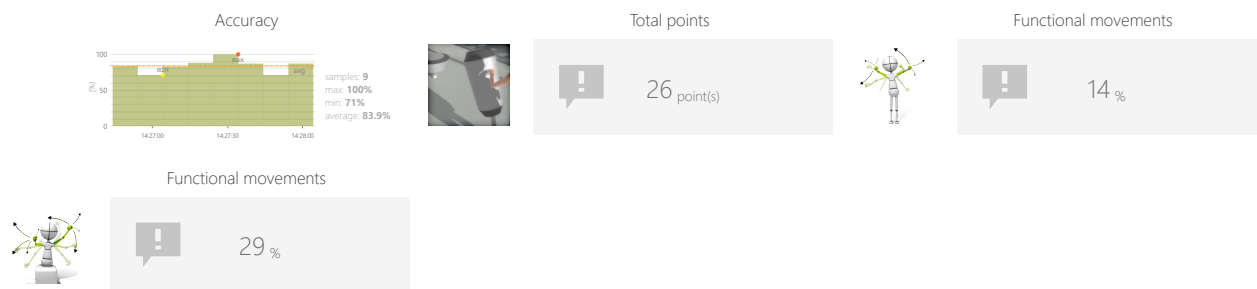 Accuracy
100
50
0
[%]
min
max
avg
14:27:00
14:27:30
14:28:00
samples: 9
max: 100%
min: 71%
average: 83.9%
Total points
26 point(s)
Functional movements
14 %
Functional movements
29 %